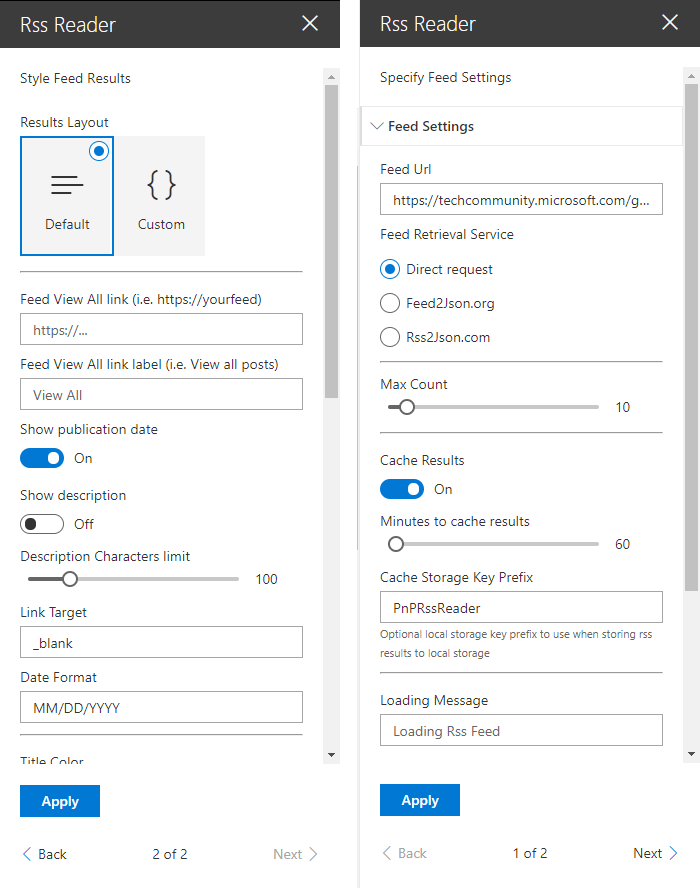 Rss Reader
Style Feed Results
Results Layout
Default
{}
Custom
Feed View All link (i.e. https://yourfeed)
https://...
Feed View All link label (i.e. View all posts)
View All
Show publication date
On
Show description
Off
Description Characters limit
100
Link Target
_blank
Date Format
MM/DD/YYYY
Title Color
Apply
Back
2 of 2
Next
Rss Reader
Specify Feed Settings
Feed Settings
Feed Url
https://techcommunity.microsoft.com/g...
Feed Retrieval Service
Direct request
Feed2Json.org
Rss2Json.com
Max Count
10
Cache Results
On
Minutes to cache results
60
Cache Storage Key Prefix
PnPRssReader
Optional local storage key prefix to use when storing rss
results to local storage
Loading Message
Loading Rss Feed
Apply
Back
1 of 2
Next